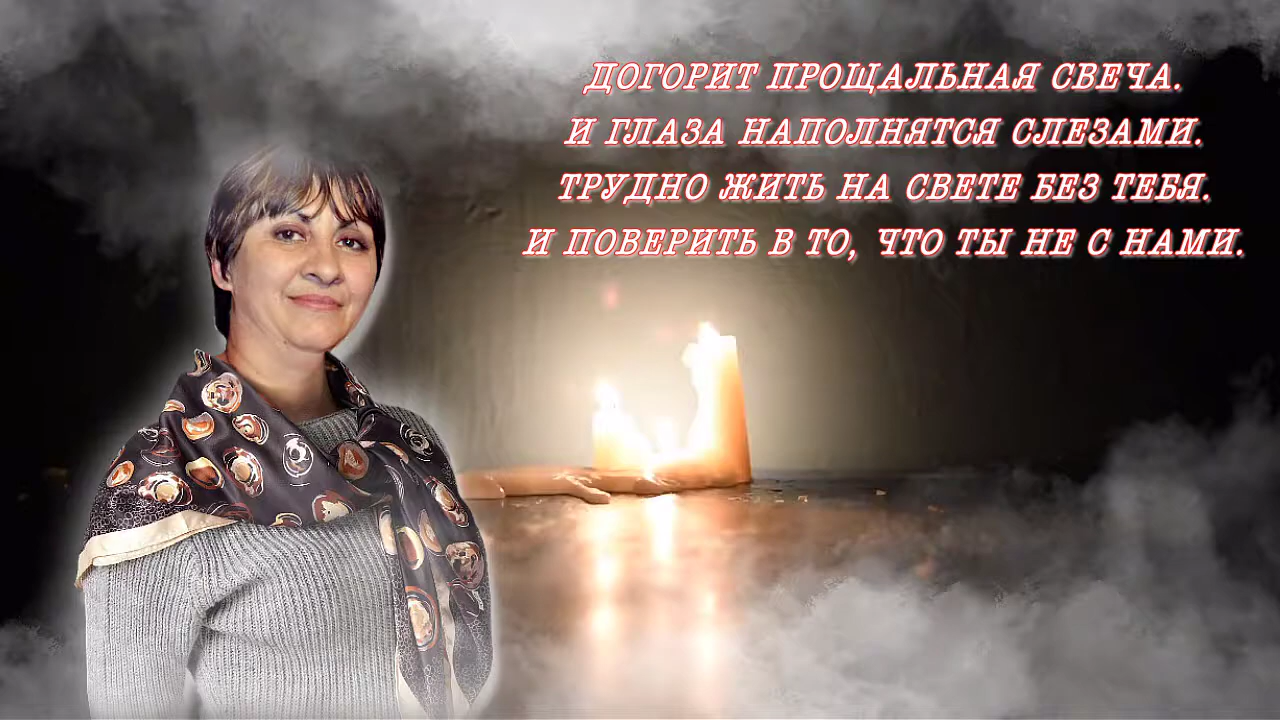 ДОГОРИТ ПРОЩАЛЬНАЯ СВЕЧА.
И ГЛАЗА НАПОЛНЯТСЯ СЛЕЗАМИ.
ТРУДНО ЖИТЬ НА СВЕТЕ БЕЗ ТЕБЯ.
И ПОВЕРИТЬ В ТО, ЧТО ТЫ НЕ С НАМИ.